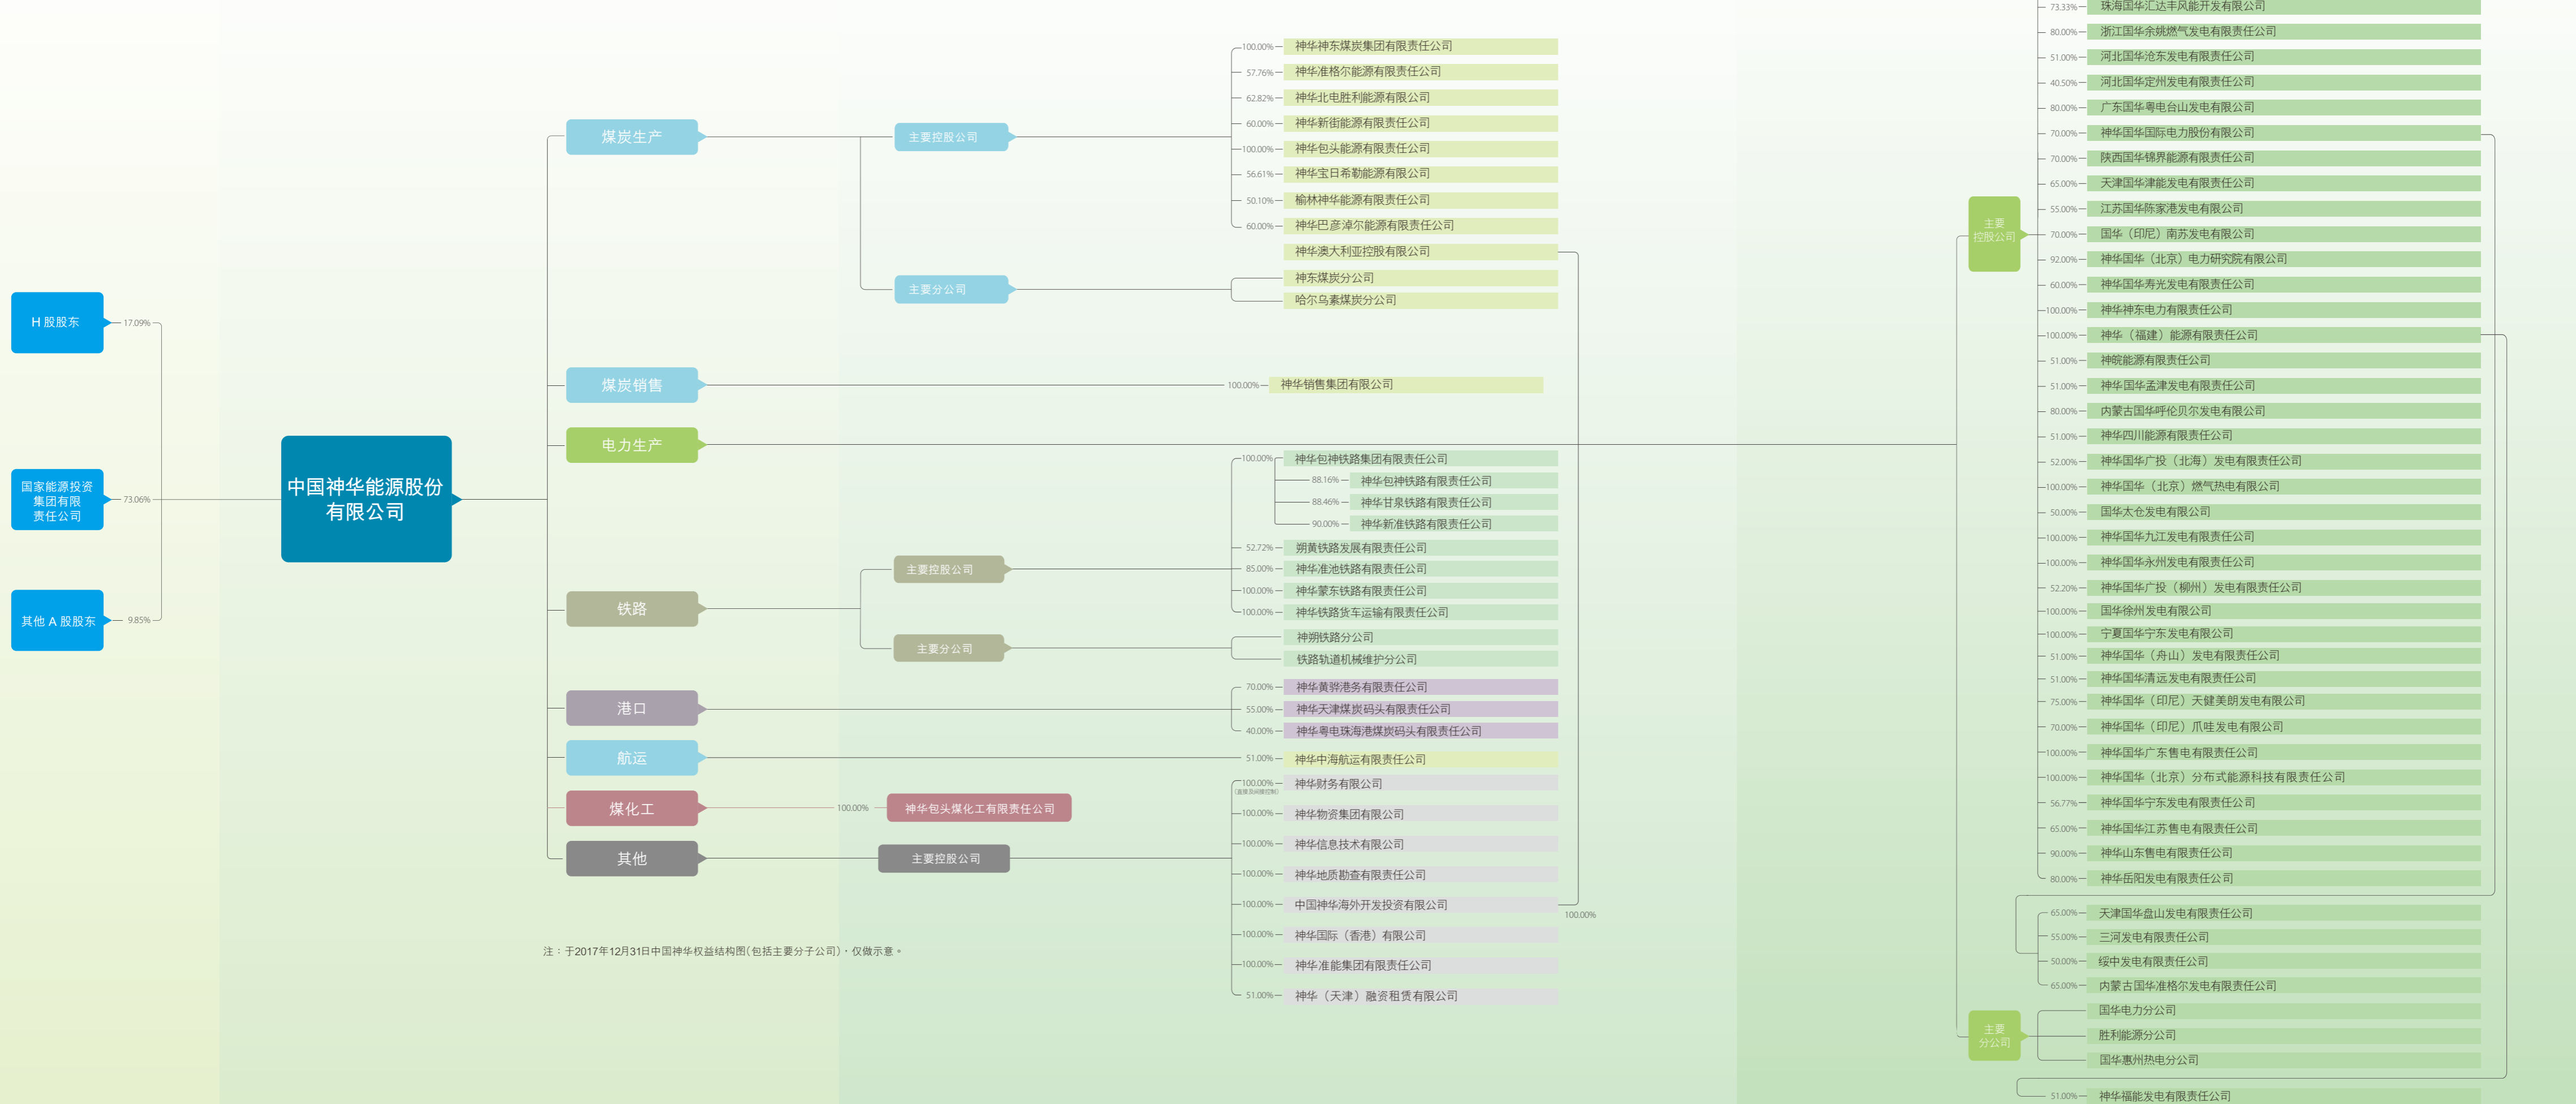 H 股股东
17.09%
国家能源投资
集团有限
责任公司
73.06%
其他 A 股股东
9.85%
中国神华能源股份
有限公司
煤炭生产
主要控股公司
100.00% 神华神东煤炭集团有限责任公司
57.76% 神华准格尔能源有限责任公司
62.82% 神华北电胜利能源有限公司
60.00% 神华新街能源有限责任公司
100.00% 神华包头能源有限责任公司
56.61% 神华宝日希勒能源有限公司
50.10% 榆林神华能源有限责任公司
60.00% 神华巴彦淖尔能源有限责任公司
神华澳大利亚控股有限公司
主要分公司
神东煤炭分公司
哈尔乌素煤炭分公司
煤炭销售
100.00% 神华销售集团有限公司
电力生产
铁路
主要控股公司
100.00% 神华包神铁路集团有限责任公司
88.16% 神华包神铁路有限责任公司
88.46% 神华甘泉铁路有限责任公司
90.00% 神华新准铁路有限责任公司
52.72% 朔黄铁路发展有限责任公司
85.00% 神华准池铁路有限责任公司
100.00% 神华蒙东铁路有限责任公司
100.00% 神华铁路货车运输有限责任公司
主要分公司
神朔铁路分公司
铁路轨道机械维护分公司
港口
70.00% 神华黄骅港务有限责任公司
55.00% 神华天津煤炭码头有限责任公司
40.00% 神华粤电珠海港煤炭码头有限责任公司
航运
51.00% 神华中海航运有限责任公司
煤化工
100.00% 神华包头煤化工有限责任公司
其他
主要控股公司
100.00% 神华财务有限公司
（直接及间接控制）
100.00% 神华物资集团有限公司
100.00% 神华信息技术有限公司
100.00% 神华地质勘查有限责任公司
100.00% 中国神华海外开发投资有限公司
100.00%
100.00% 神华国际（香港）有限公司
100.00% 神华准能集团有限责任公司
51.00% 神华（天津）融资租赁有限公司
注：于2017年12月31日中国神华权益结构图（包括主要分子公司），仅做示意。
主要
控股公司
73.33% 珠海国华汇达丰风能开发有限公司
80.00% 浙江国华余姚燃气发电有限责任公司
51.00% 河北国华沧东发电有限责任公司
40.50% 河北国华定州发电有限责任公司
80.00% 广东国华粤电台山发电有限公司
70.00% 神华国华国际电力股份有限公司
70.00% 陕西国华锦界能源有限责任公司
65.00% 天津国华津能发电有限责任公司
55.00% 江苏国华陈家港发电有限公司
70.00% 国华（印尼）南苏发电有限公司
92.00% 神华国华（北京）电力研究院有限公司
60.00% 神华国华寿光发电有限责任公司
100.00% 神华神东电力有限责任公司
100.00% 神华（福建）能源有限责任公司
51.00% 神皖能源有限责任公司
51.00% 神华国华孟津发电有限责任公司
80.00% 内蒙古国华呼伦贝尔发电有限公司
51.00% 神华四川能源有限责任公司
52.00% 神华国华广投（北海）发电有限责任公司
100.00% 神华国华（北京）燃气热电有限公司
50.00% 国华太仓发电有限公司
100.00% 神华国华九江发电有限责任公司
100.00% 神华国华永州发电有限责任公司
52.20% 神华国华广投（柳州）发电有限责任公司
100.00% 国华徐州发电有限公司
100.00% 宁夏国华宁东发电有限公司
51.00% 神华国华（舟山）发电有限责任公司
51.00% 神华国华清远发电有限责任公司
75.00% 神华国华（印尼）天健美朗发电有限公司
70.00% 神华国华（印尼）爪哇发电有限公司
100.00% 神华国华广东售电有限责任公司
100.00% 神华国华（北京）分布式能源科技有限责任公司
56.77% 神华国华宁东发电有限责任公司
65.00% 神华国华江苏售电有限责任公司
90.00% 神华山东售电有限责任公司
80.00% 神华岳阳发电有限责任公司
65.00% 天津国华盘山发电有限责任公司
55.00% 三河发电有限责任公司
50.00% 绥中发电有限责任公司
65.00% 内蒙古国华准格尔发电有限责任公司
主要
分公司
国华电力分公司
胜利能源分公司
国华惠州热电分公司
51.00% 神华福能发电有限责任公司